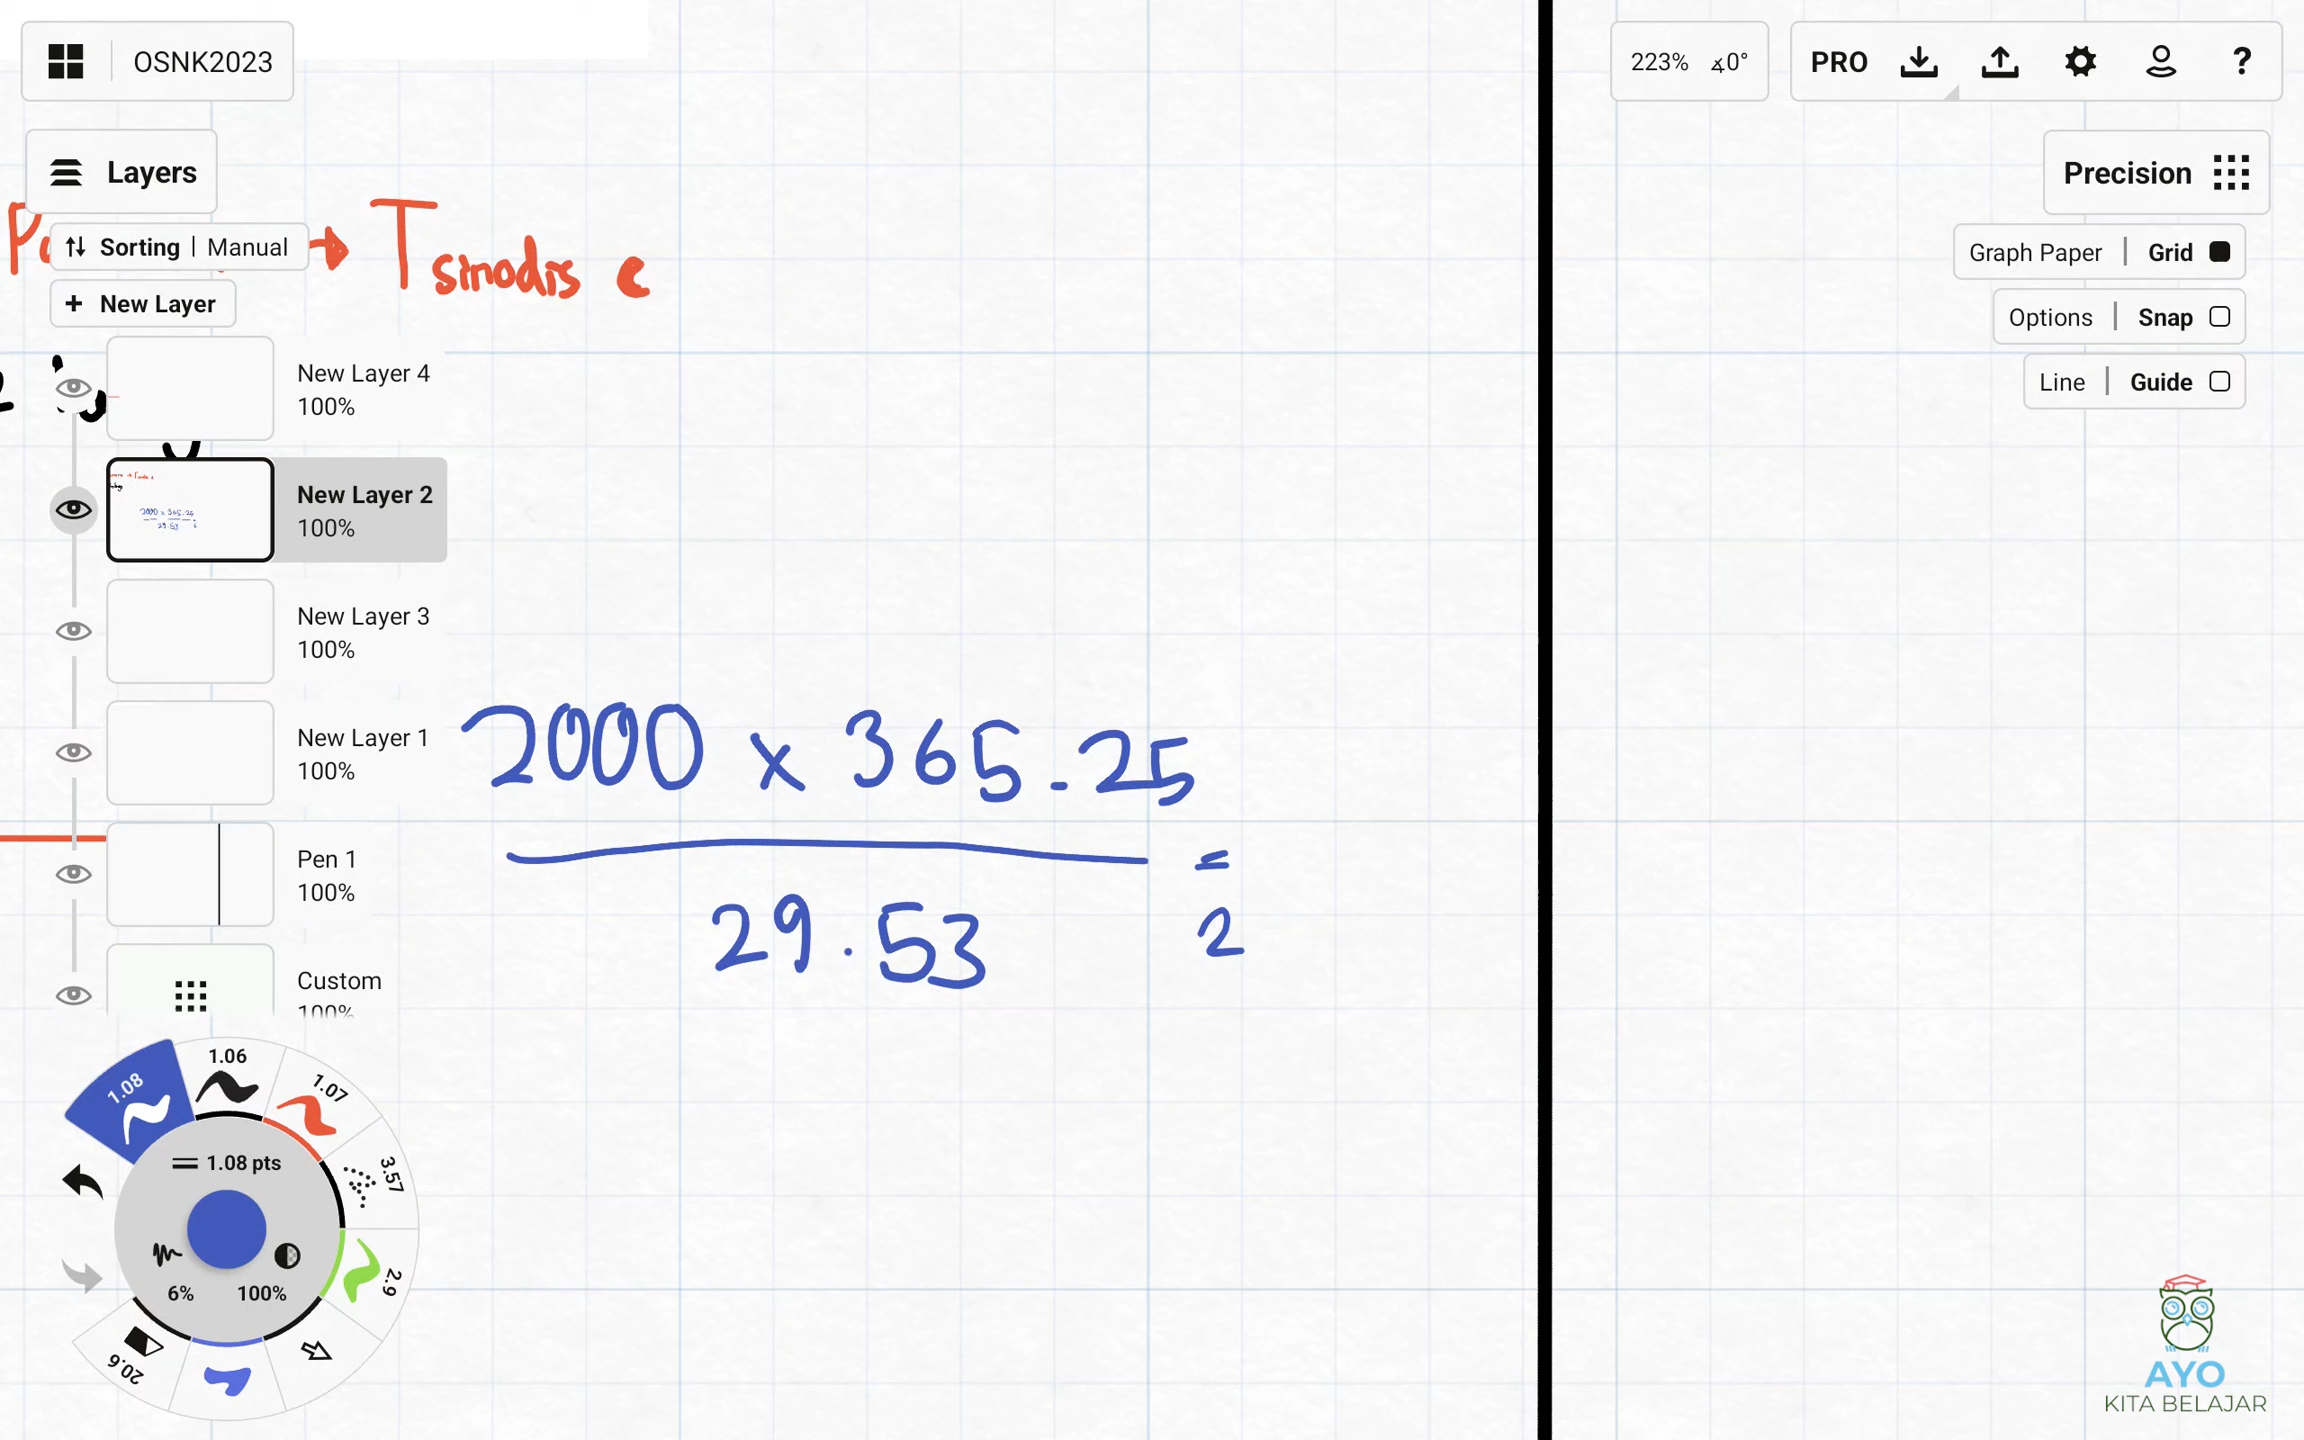 OSNK2023
223% ∡0°
PRO
?
Layers
Precision
Sorting | Manual
→ Tsinodis e
Graph Paper | Grid
+ New Layer
Options | Snap
Line | Guide
New Layer 4
100%
New Layer 2
100%
New Layer 3
100%
New Layer 1
100%
2000 x 365.25
Pen 1
100%
=
29.53
2
Custom
100%
1.06
1.08
1.07
1.08 pts
3.57
2.9
6%
100%
20.6
AYO
KITA BELAJAR